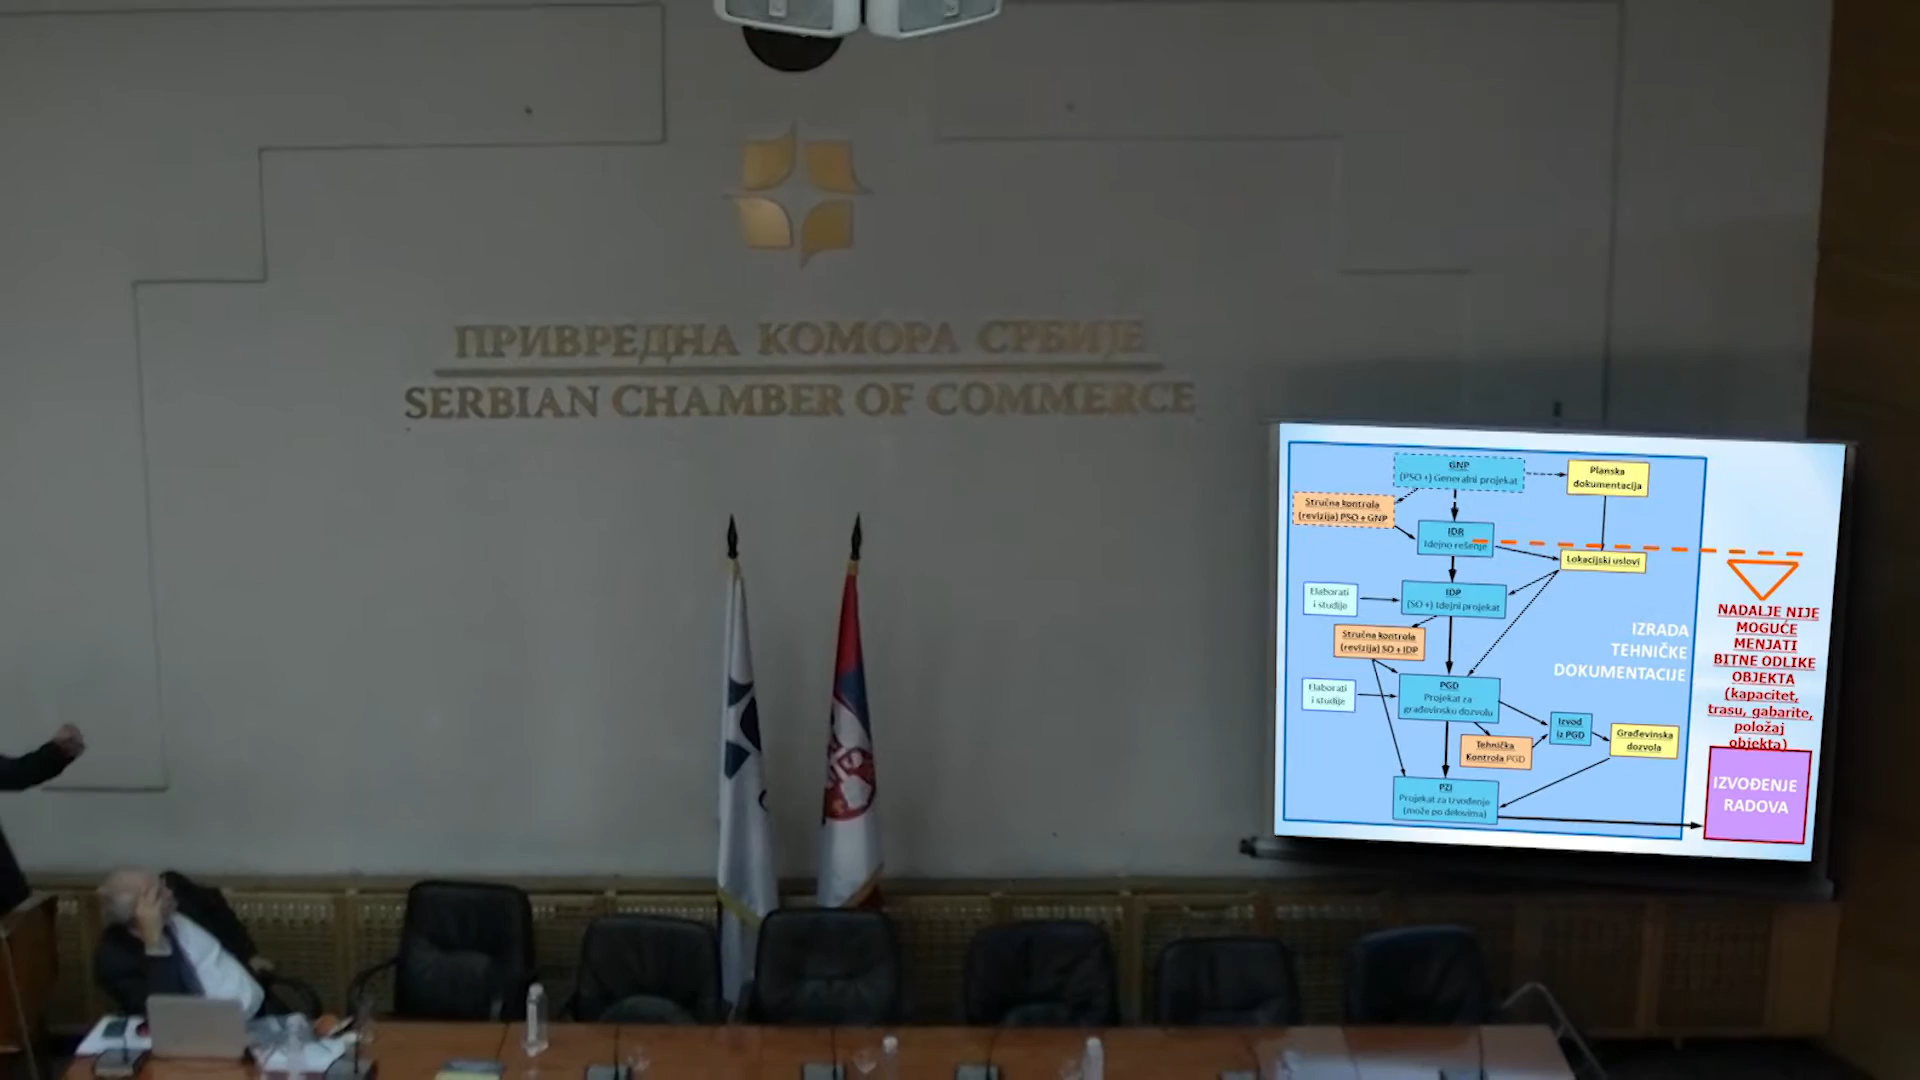 ПРИВРЕДНА КОМОРА СРБИЈЕ
SERBIAN CHAMBER OF COMMERCE
GNP
(PSO +) Generalni projekat
Planska
dokumentacija
Stručna kontrola
(revizija) PSO + GNP
IDR
Idejno rešenje
Lokacijski uslovi
Elaborati
i studije
IDP
(SO +) Idejni projekat
Stručna kontrola
(revizija) SO + IDP
IZRADA
TEHNIČKE
DOKUMENTACIJE
Elaborati
i studije
PGD
Projekat za
građevinsku dozvolu
Izvod
iz PGD
Građevinska
dozvola
Tehnička
Kontrola PGD
PZI
Projekat za Izvođenje
(može po delovima)
NADALJE NIJE
MOGUĆE
MENJATI
BITNE ODLIKE
OBJEKTA
(kapacitet,
trasu, gabarite,
položaj
objekta)
IZVOĐENJE
RADOVA